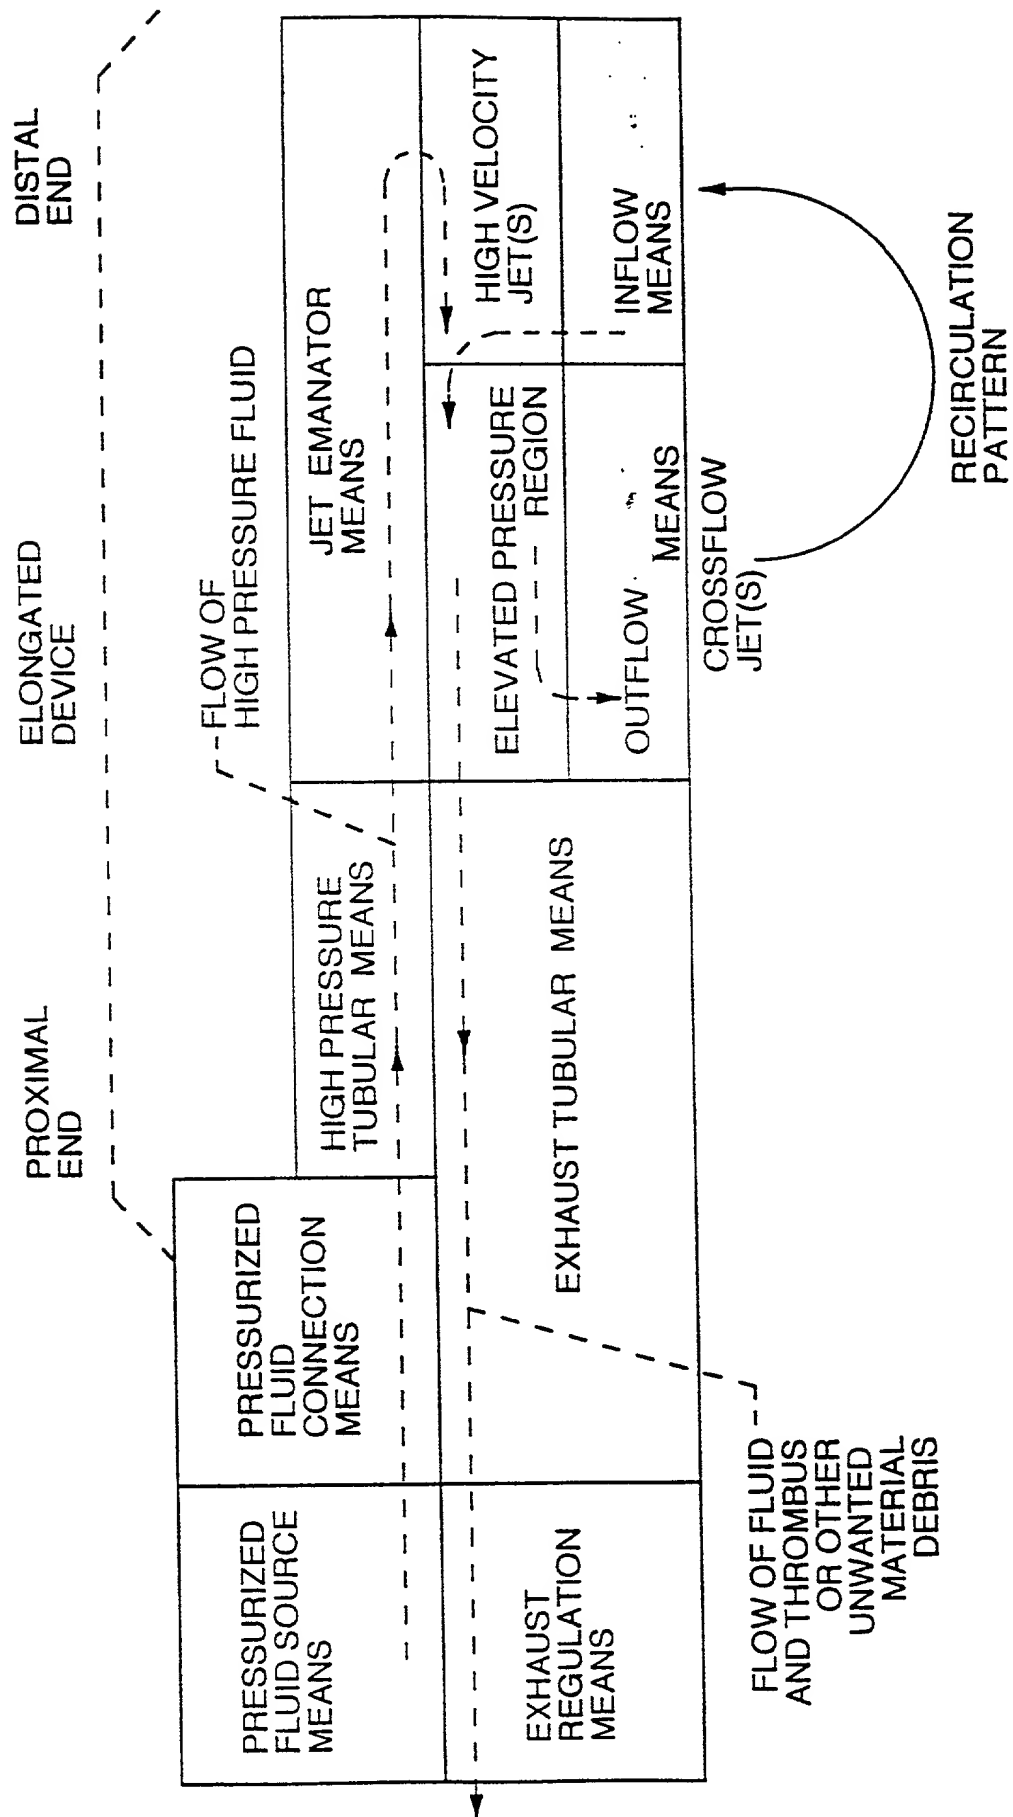 PROXIMAL
END
ELONGATED
DEVICE
DISTAL
END
FLOW OF
HIGH PRESSURE FLUID
PRESSURIZED
FLUID SOURCE
MEANS
PRESSURIZED
FLUID
CONNECTION
MEANS
HIGH PRESSURE
TUBULAR MEANS
JET EMANATOR
MEANS
HIGH VELOCITY
JET(S)
ELEVATED PRESSURE
REGION
INFLOW
MEANS
OUTFLOW
MEANS
EXHAUST
REGULATION
MEANS
EXHAUST TUBULAR MEANS
CROSSFLOW
JET(S)
RECIRCULATION
PATTERN
FLOW OF FLUID
AND THROMBUS
OR OTHER
UNWANTED
MATERIAL
DEBRIS